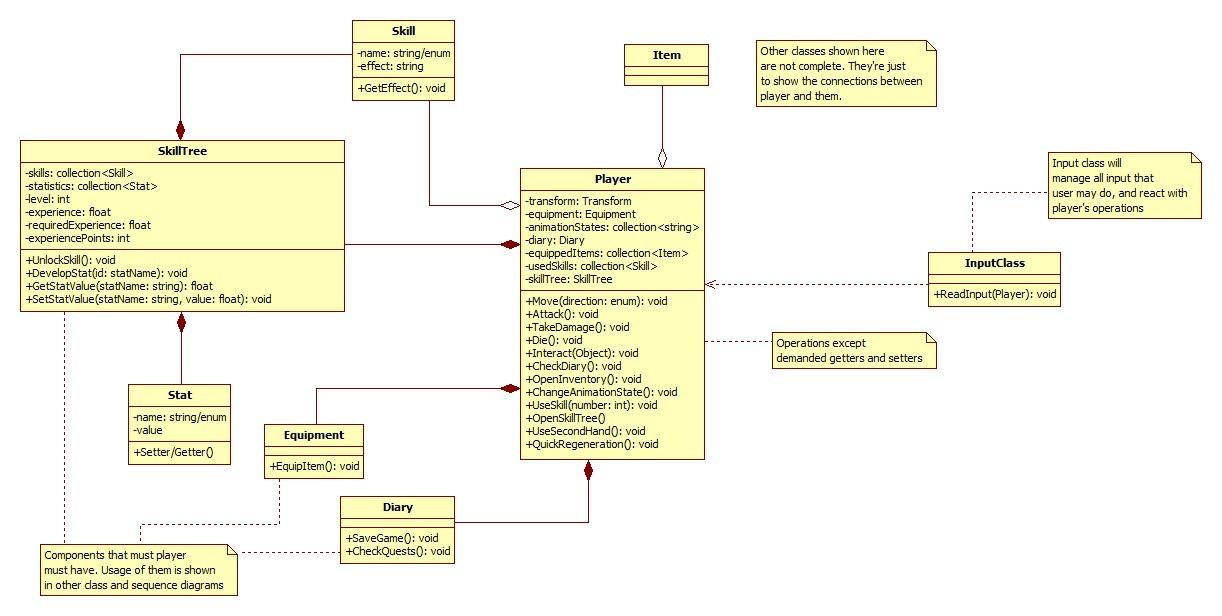 Skill
-name: string/enum
-effect: string
+GetEffect(): void
Item
Other classes shown here
are not complete. They're just
to show the connections between
player and them.
SkillTree
-skills: collection<Skill>
-statistics: collection<Stat>
-level: int
-experience: float
-requiredExperience: float
-experiencePoints: int
+UnlockSkill(): void
+DevelopStat(id: statName): void
+GetStatValue(statName: string): float
+SetStatValue(statName: string, value: float): void
Player
-transform: Transform
-equipment: Equipment
-animationStates: collection<string>
-diary: Diary
-equippedItems: collection<Item>
-usedSkills: collection<Skill>
-skillTree: SkillTree
+Move(direction: enum): void
+Attack(): void
+TakeDamage(): void
+Die(): void
+Interact(Object): void
+CheckDiary(): void
+OpenInventory(): void
+ChangeAnimationState(): void
+UseSkill(number: int): void
+OpenSkillTree()
+UseSecondHand(): void
+QuickRegeneration(): void
Input class will
manage all input that
user may do, and react with
player's operations
InputClass
+ReadInput(Player): void
Operations except
demanded getters and setters
Stat
-name: string/enum
-value
+Setter/Getter()
Equipment
+EquipItem(): void
Diary
+SaveGame(): void
+CheckQuests(): void
Components that must player
must have. Usage of them is shown
in other class and sequence diagrams